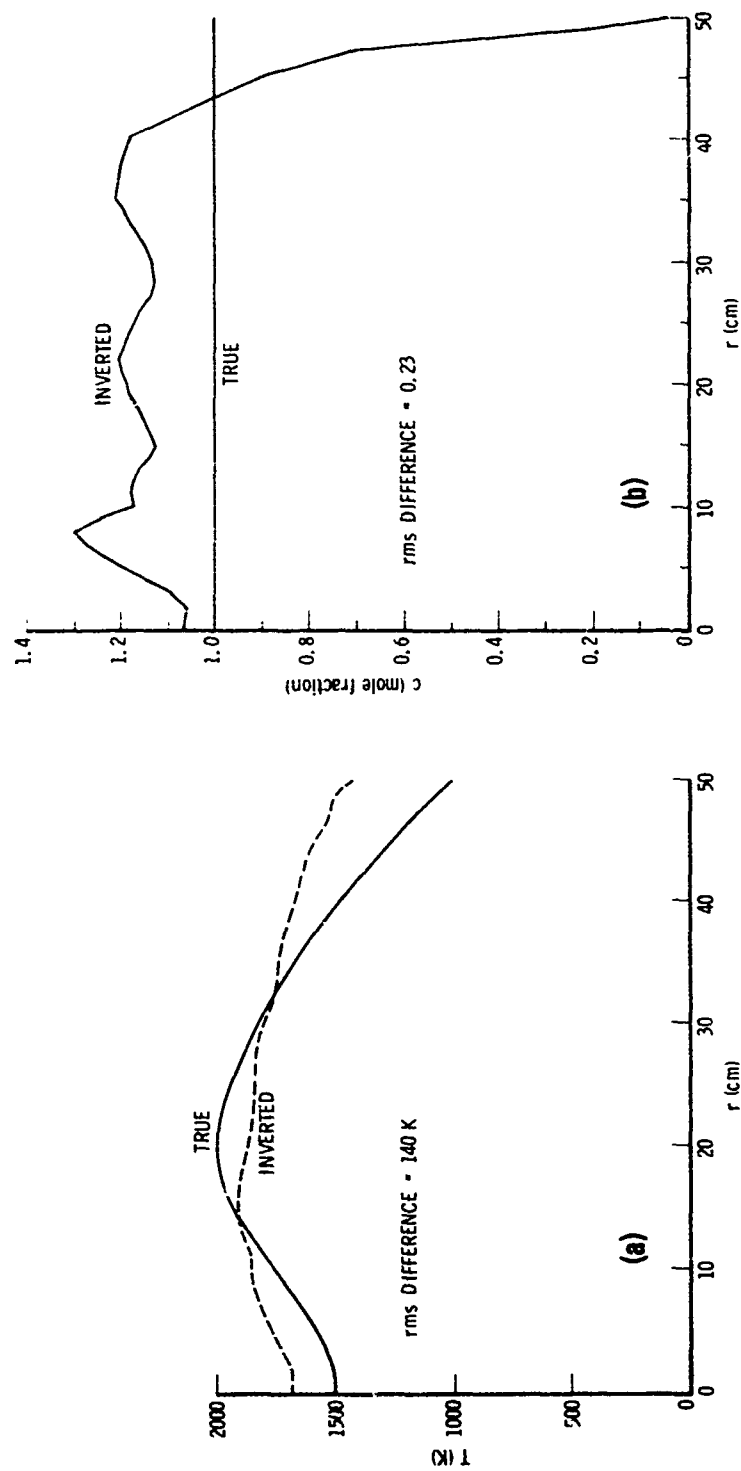 2000
1500
1000
500
0
T (K)
TRUE
INVERTED
rms DIFFERENCE = 140 K
(a)
0
10
20
30
40
50
r (cm)
1.4
1.2
1.0
0.8
0.6
0.4
0.2
0
c (mole fraction)
INVERTED
TRUE
rms DIFFERENCE = 0.23
(b)
0
10
20
30
40
50
r (cm)